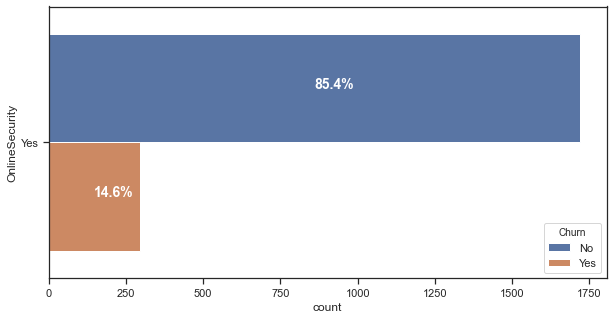 85.4%
OnlineSecurity
Yes
14.6%
Churn
No
Yes
0 250 500 750 1000 1250 1500 1750
count